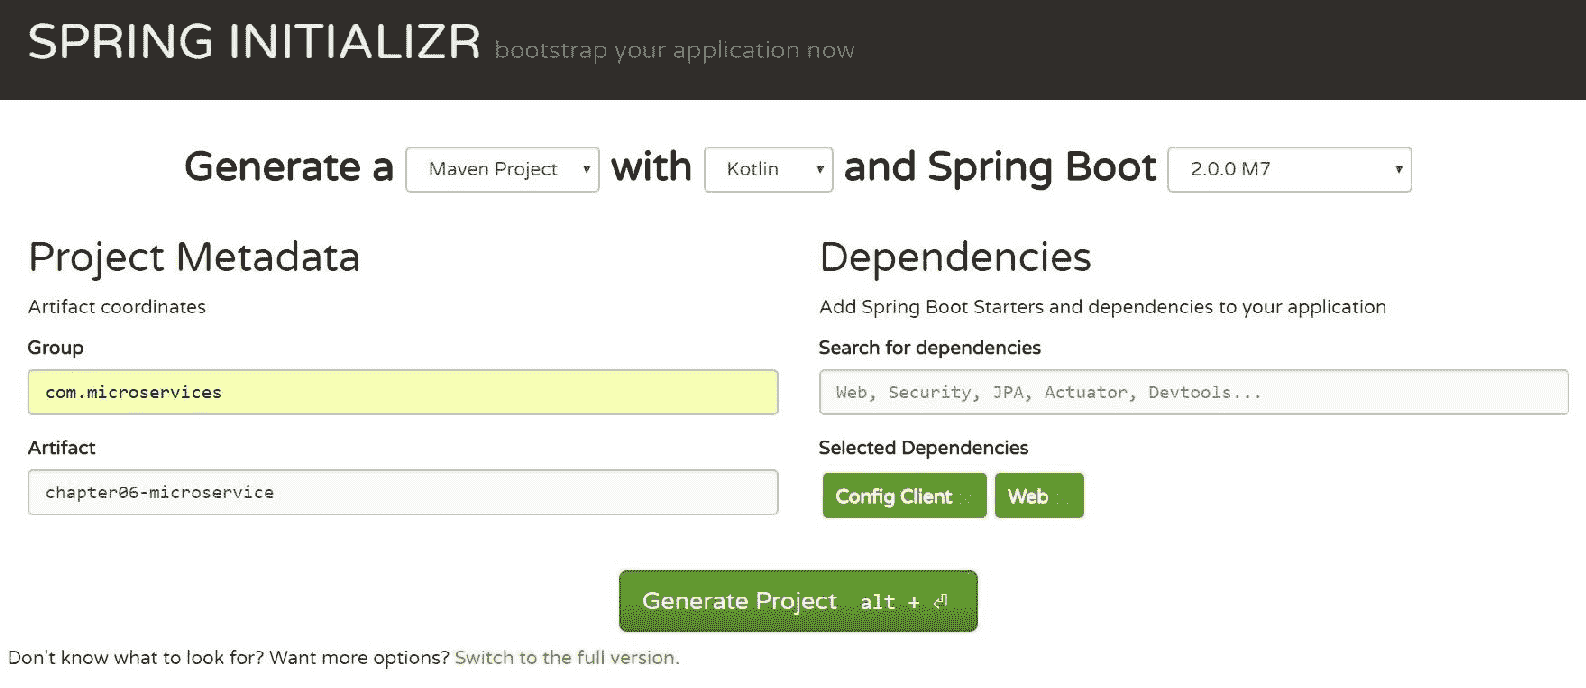 SPRING INITIALIZR bootstrap your application now
Generate a Maven Project with Kotlin and Spring Boot 2.0.0 M7
Project Metadata
Artifact coordinates
Group
com.microservices
Artifact
chapter06-microservice
Dependencies
Add Spring Boot Starters and dependencies to your application
Search for dependencies
Web, Security, JPA, Actuator, Devtools...
Selected Dependencies
Config Client Web
Generate Project alt + ⏎
Don't know what to look for? Want more options? Switch to the full version.